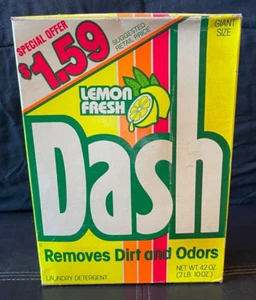 SPECIAL OFFER
$1.59
SUGGESTED
RETAIL PRICE
GIANT
SIZE
LEMON
FRESH
Dash
Removes Dirt and Odors
LAUNDRY DETERGENT
NET WT. 42 OZ.
(2 LB. 10 OZ.)